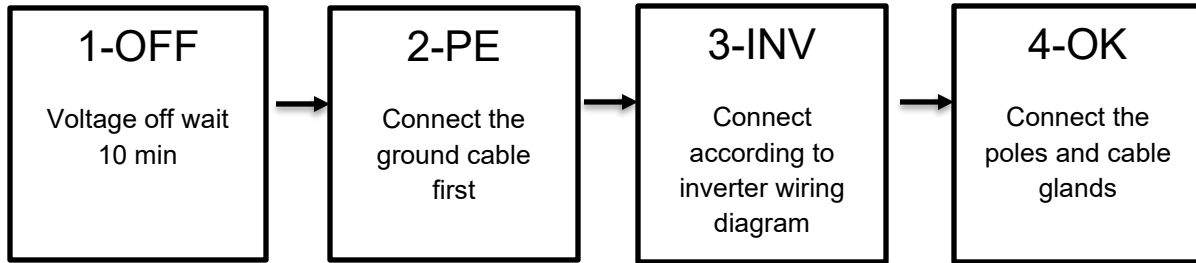 1-OFF
Voltage off wait
10 min
2-PE
Connect the
ground cable
first
3-INV
Connect
according to
inverter wiring
diagram
4-OK
Connect the
poles and cable
glands